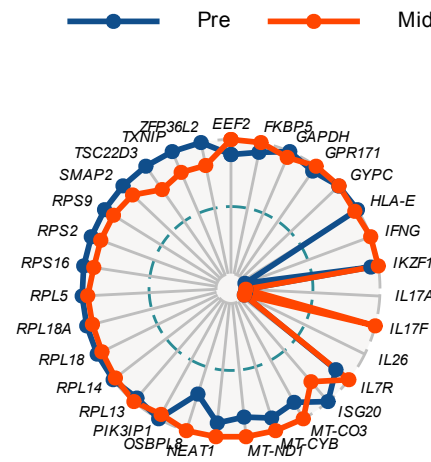 Pre Mid
EEF2
FKBP5
GAPDH
GPR171
GYPC
HLA-E
IFNG
IKZF1
IL17A
IL17F
IL26
IL7R
ISG20
MT-CO3
MT-CYB
MT-ND1
NEAT1
OSBPL8
PIK3IP1
RPL13
RPL14
RPL18
RPL18A
RPL5
RPS16
RPS2
RPS9
SMAP2
TSC22D3
TXNIP
ZFP36L2